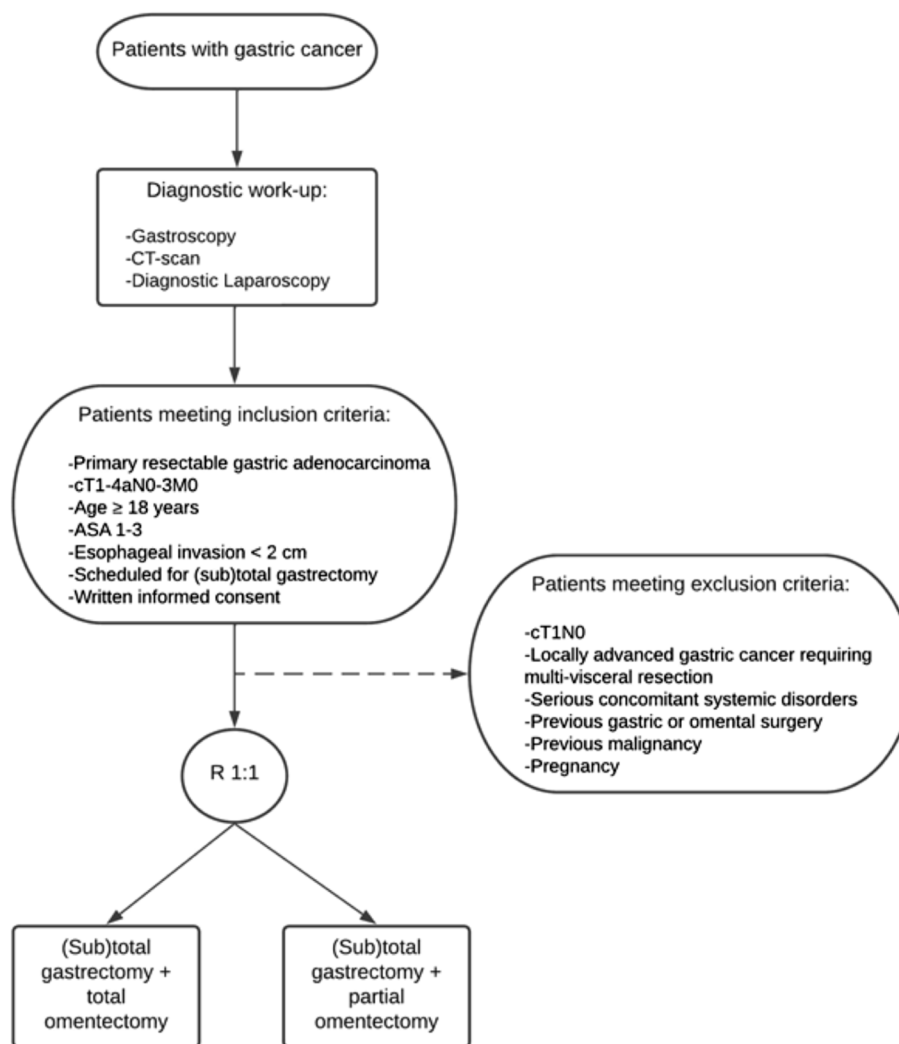 Patients with gastric cancer
Diagnostic work-up:
-Gastroscopy
-CT-scan
-Diagnostic Laparoscopy
Patients meeting inclusion criteria:
-Primary resectable gastric adenocarcinoma
-cT1-4aN0-3M0
-Age ≥ 18 years
-ASA 1-3
-Esophageal invasion < 2 cm
-Scheduled for (sub)total gastrectomy
-Written informed consent
Patients meeting exclusion criteria:
-cT1N0
-Locally advanced gastric cancer requiring
multi-visceral resection
-Serious concomitant systemic disorders
-Previous gastric or omental surgery
-Previous malignancy
-Pregnancy
R 1:1
(Sub)total
gastrectomy +
total
omentectomy
(Sub)total
gastrectomy +
partial
omentectomy